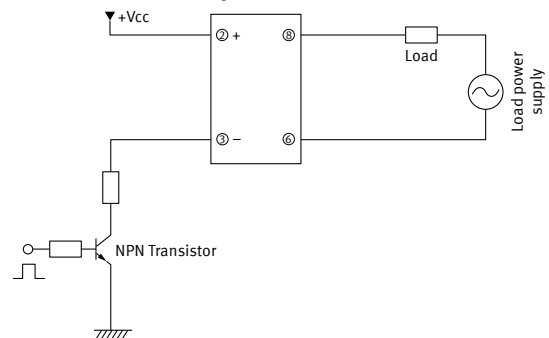 +Vcc
② +
⑧
Load
Load power
supply
③ −
⑥
NPN Transistor